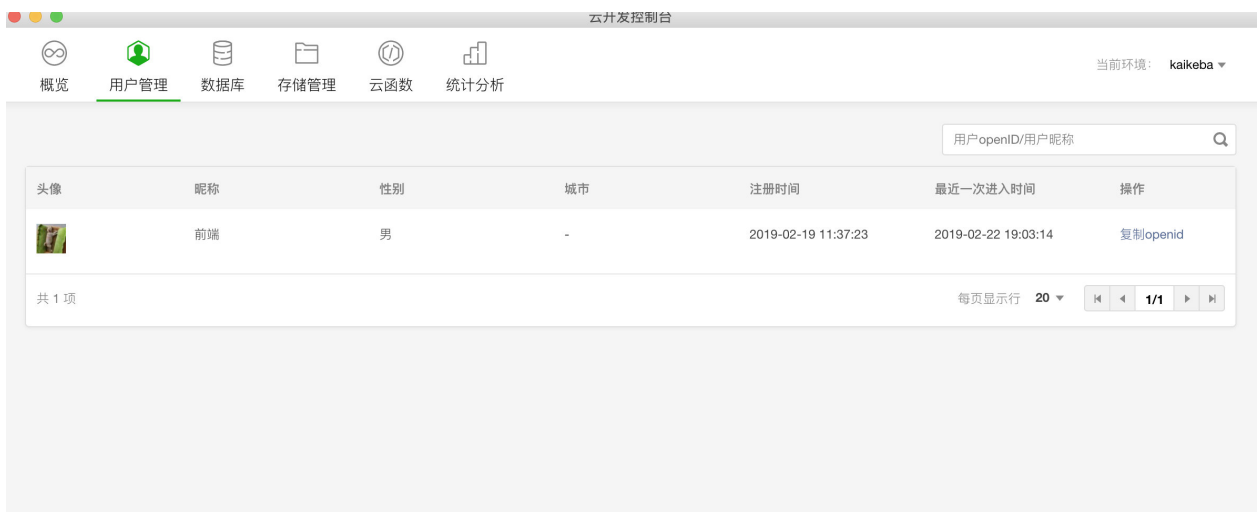 云开发控制台
概览 用户管理 数据库 存储管理 云函数 统计分析
当前环境： kaikeba
用户openID/用户昵称
头像 昵称 性别 城市 注册时间 最近一次进入时间 操作
前端 男 - 2019-02-19 11:37:23 2019-02-22 19:03:14 复制openid
共 1 项 每页显示行 20 1/1